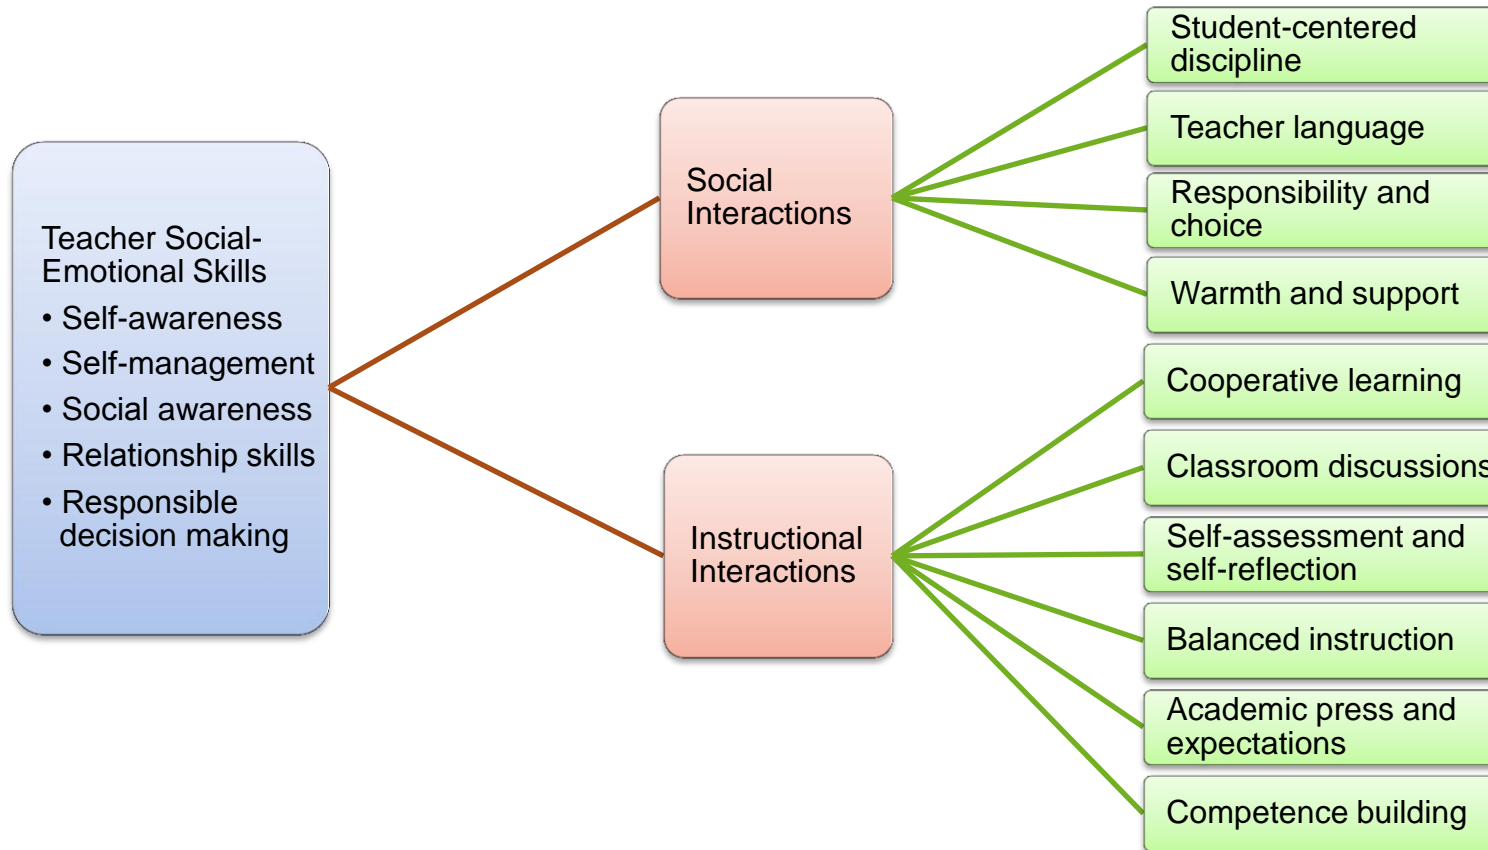 Teacher Social-
Emotional Skills
• Self-awareness
• Self-management
• Social awareness
• Relationship skills
• Responsible
decision making
Social
Interactions
Instructional
Interactions
Student-centered
discipline
Teacher language
Responsibility and
choice
Warmth and support
Cooperative learning
Classroom discussions
Self-assessment and
self-reflection
Balanced instruction
Academic press and
expectations
Competence building